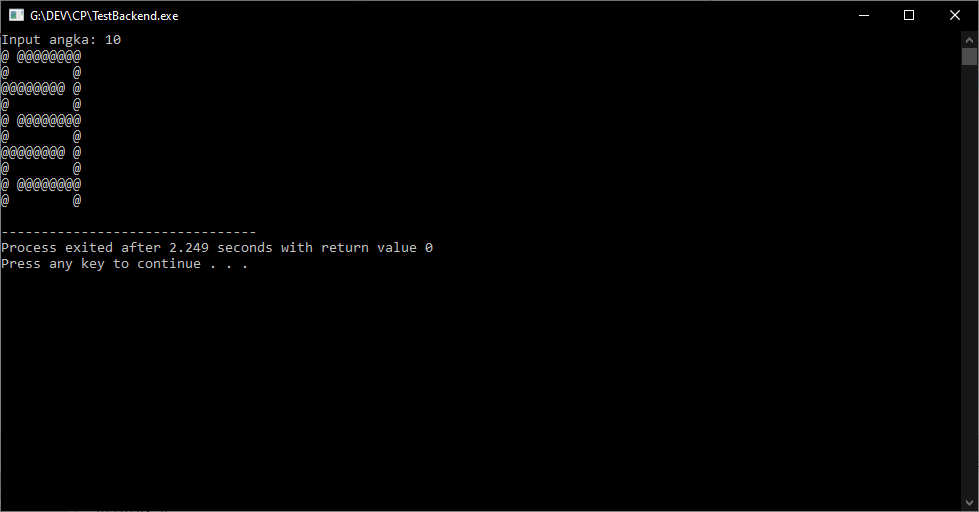 G:\DEV\CP\TestBackend.exe
Input angka: 10
@ @@@@@@@@
@        @
@@@@@@@@ @
@        @
@ @@@@@@@@
@        @
@@@@@@@@ @
@        @
@ @@@@@@@@
@        @
--------------------------------
Process exited after 2.249 seconds with return value 0
Press any key to continue . . .